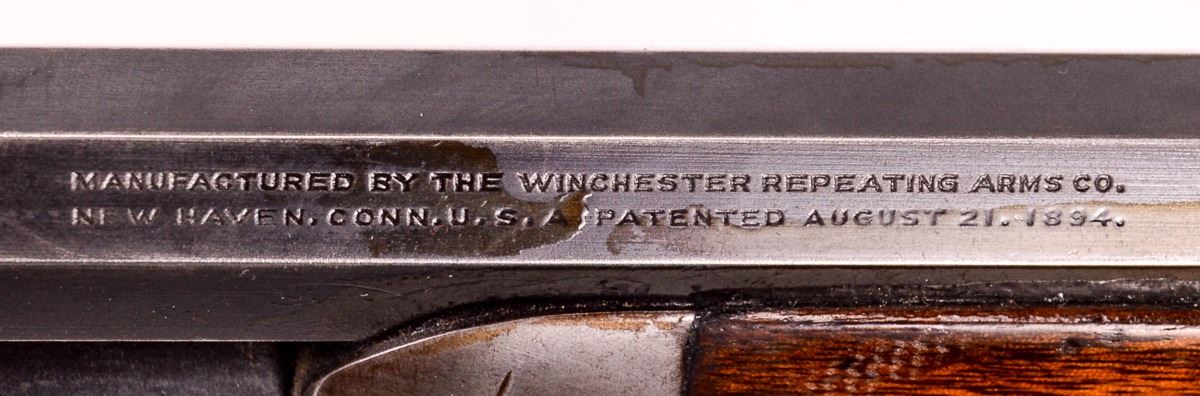 MANUFACTURED BY THE WINCHESTER REPEATING ARMS CO.
NEW HAVEN. CONN. U. S. A PATENTED AUGUST 21. 1894.